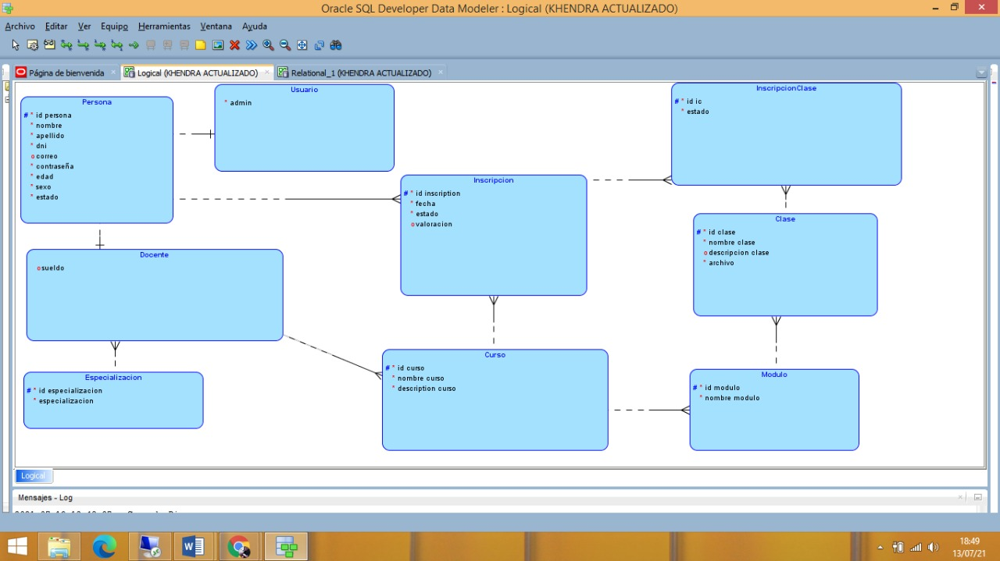 Oracle SQL Developer Data Modeler : Logical (KHENDRA ACTUALIZADO)
Archivo Editar Ver Equipo Herramientas Ventana Ayuda
Página de bienvenida Logical (KHENDRA ACTUALIZADO) Relational_1 (KHENDRA ACTUALIZADO)
Persona
# * id persona
* nombre
* apellido
* dni
o correo
* contraseña
* edad
* sexo
* estado
Usuario
* admin
InscripcionClase
# * id ic
* estado
Inscripcion
# * id inscription
* fecha
* estado
o valoracion
Clase
# * id clase
* nombre clase
o descripcion clase
* archivo
Docente
o sueldo
Especializacion
# * id especializacion
* especializacion
Curso
# * id curso
* nombre curso
* description curso
Modulo
# * id modulo
* nombre modulo
Logical
Mensajes - Log
18:49
13/07/21